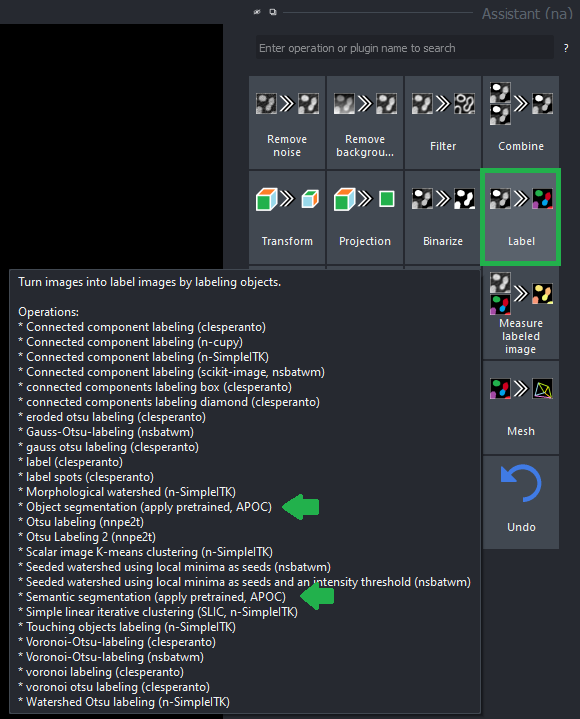 Assistant (na)
Enter operation or plugin name to search
?
Remove
noise
Remove
backgrou...
Filter
Combine
Transform
Projection
Binarize
Label
Turn images into label images by labeling objects.
Operations:
* Connected component labeling (clesperanto)
* Connected component labeling (n-cupy)
* Connected component labeling (n-SimpleITK)
* Connected component labeling (scikit-image, nsbatwm)
* connected components labeling box (clesperanto)
* connected components labeling diamond (clesperanto)
* eroded otsu labeling (clesperanto)
* Gauss-Otsu-labeling (nsbatwm)
* gauss otsu labeling (clesperanto)
* label (clesperanto)
* label spots (clesperanto)
* Morphological watershed (n-SimpleITK)
* Object segmentation (apply pretrained, APOC)
* Otsu labeling (nnpe2t)
* Otsu Labeling 2 (nnpe2t)
* Scalar image K-means clustering (n-SimpleITK)
* Seeded watershed using local minima as seeds (nsbatwm)
* Seeded watershed using local minima as seeds and an intensity threshold (nsbatwm)
* Semantic segmentation (apply pretrained, APOC)
* Simple linear iterative clustering (SLIC, n-SimpleITK)
* Touching objects labeling (n-SimpleITK)
* Voronoi-Otsu-labeling (clesperanto)
* Voronoi-Otsu-labeling (nsbatwm)
* voronoi labeling (clesperanto)
* voronoi otsu labeling (clesperanto)
* Watershed Otsu labeling (n-SimpleITK)
Measure
labeled
image
Mesh
Undo